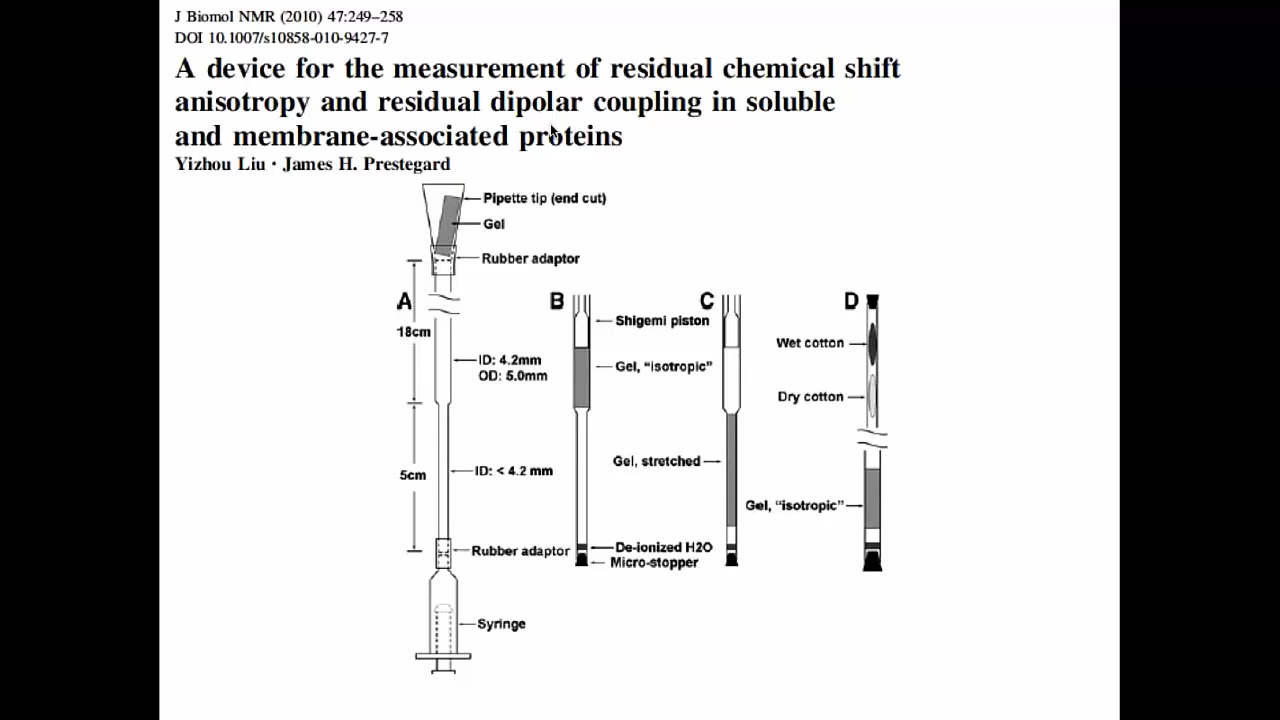 J Biomol NMR (2010) 47:249–258
DOI 10.1007/s10858-010-9427-7
A device for the measurement of residual chemical shift
anisotropy and residual dipolar coupling in soluble
and membrane-associated proteins
Yizhou Liu · James H. Prestegard
Pipette tip (end cut)
Gel
Rubber adaptor
A
18cm
ID: 4.2mm
OD: 5.0mm
5cm
ID: < 4.2 mm
Rubber adaptor
Syringe
B
Shigemi piston
Gel, “isotropic”
C
Gel, stretched
De-ionized H2O
Micro-stopper
D
Wet cotton
Dry cotton
Gel, “isotropic”